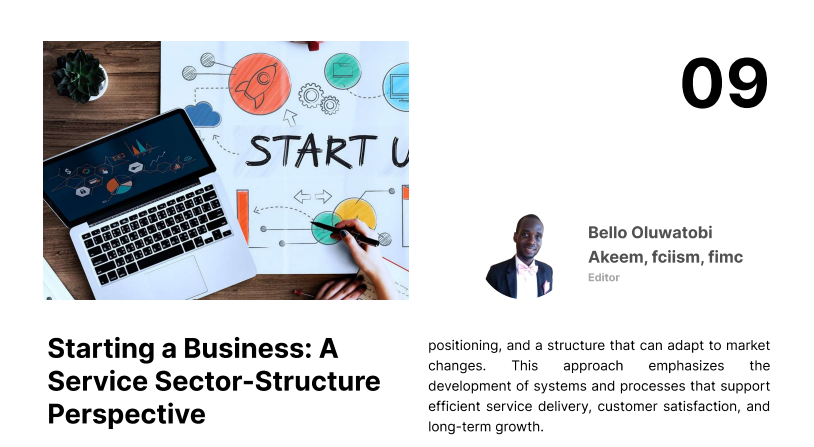 START U
09
Bello Oluwatobi
Akeem, fciism, fimc
Editor
Starting a Business: A
Service Sector-Structure
Perspective
positioning, and a structure that can adapt to market
changes. This approach emphasizes the
development of systems and processes that support
efficient service delivery, customer satisfaction, and
long-term growth.